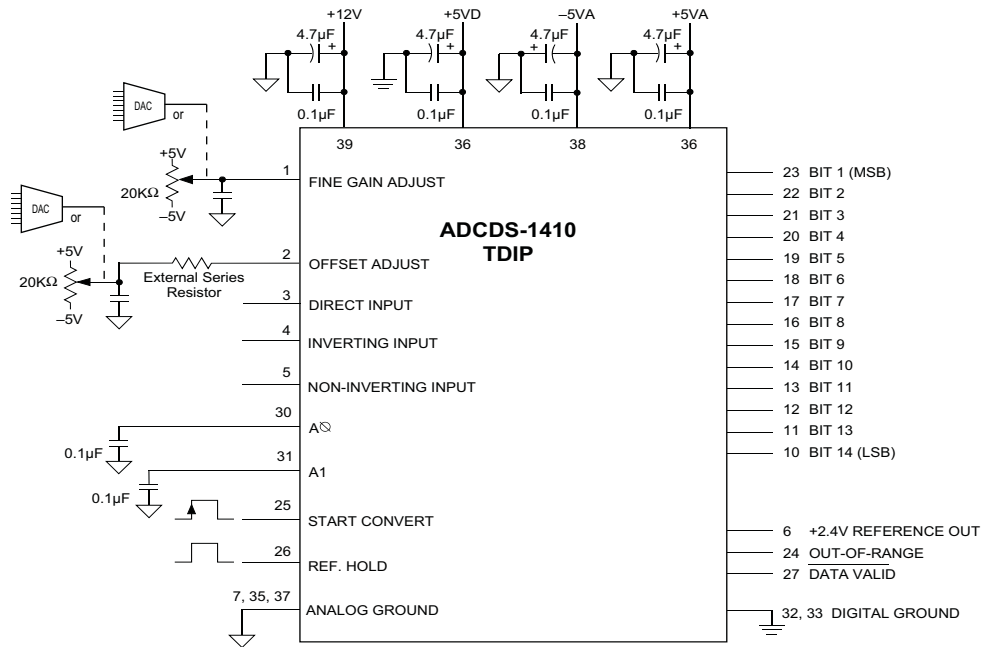 +12V +5VD –5VA +5VA
4.7µF 4.7µF 4.7µF 4.7µF
+ + + +
0.1µF 0.1µF 0.1µF 0.1µF
39 36 38 36
DAC
or
+5V
20KΩ
–5V
1 FINE GAIN ADJUST
DAC
or
+5V
20KΩ
–5V
External Series
Resistor
2 OFFSET ADJUST
3 DIRECT INPUT
4 INVERTING INPUT
5 NON-INVERTING INPUT
30 A∅
0.1µF
31 A1
0.1µF
25 START CONVERT
26 REF. HOLD
7, 35, 37 ANALOG GROUND
ADCDS-1410
TDIP
23 BIT 1 (MSB)
22 BIT 2
21 BIT 3
20 BIT 4
19 BIT 5
18 BIT 6
17 BIT 7
16 BIT 8
15 BIT 9
14 BIT 10
13 BIT 11
12 BIT 12
11 BIT 13
10 BIT 14 (LSB)
6 +2.4V REFERENCE OUT
24 OUT-OF-RANGE
27 DATA VALID
32, 33 DIGITAL GROUND